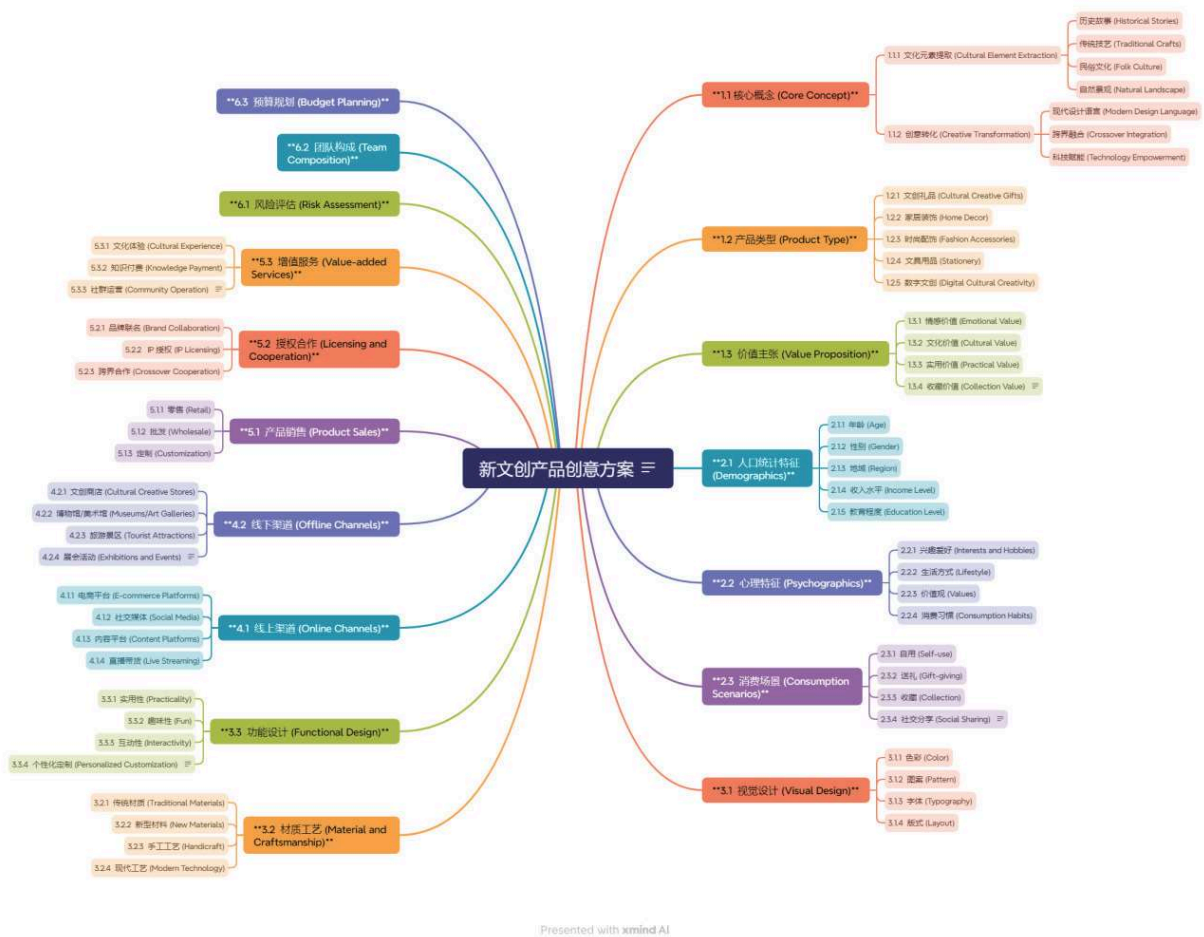 新文创产品创意方案
**1.1 核心概念 (Core Concept)**
1.1.1 文化元素提取 (Cultural Element Extraction)
历史故事 (Historical Stories)
传统技艺 (Traditional Crafts)
民俗文化 (Folk Culture)
自然景观 (Natural Landscape)
1.1.2 创意转化 (Creative Transformation)
现代设计语言 (Modern Design Language)
跨界融合 (Crossover Integration)
科技赋能 (Technology Empowerment)
**1.2 产品类型 (Product Type)**
1.2.1 文创礼品 (Cultural Creative Gifts)
1.2.2 家居装饰 (Home Decor)
1.2.3 时尚配饰 (Fashion Accessories)
1.2.4 文具用品 (Stationery)
1.2.5 数字文创 (Digital Cultural Creativity)
**1.3 价值主张 (Value Proposition)**
1.3.1 情感价值 (Emotional Value)
1.3.2 文化价值 (Cultural Value)
1.3.3 实用价值 (Practical Value)
1.3.4 收藏价值 (Collection Value)
**2.1 人口统计特征
(Demographics)**
2.1.1 年龄 (Age)
2.1.2 性别 (Gender)
2.1.3 地域 (Region)
2.1.4 收入水平 (Income Level)
2.1.5 教育程度 (Education Level)
**2.2 心理特征 (Psychographics)**
2.2.1 兴趣爱好 (Interests and Hobbies)
2.2.2 生活方式 (Lifestyle)
2.2.3 价值观 (Values)
2.2.4 消费习惯 (Consumption Habits)
**2.3 消费场景 (Consumption
Scenarios)**
2.3.1 自用 (Self-use)
2.3.2 送礼 (Gift-giving)
2.3.3 收藏 (Collection)
2.3.4 社交分享 (Social Sharing)
**3.1 视觉设计 (Visual Design)**
3.1.1 色彩 (Color)
3.1.2 图案 (Pattern)
3.1.3 字体 (Typography)
3.1.4 版式 (Layout)
**3.2 材质工艺 (Material and
Craftsmanship)**
3.2.1 传统材质 (Traditional Materials)
3.2.2 新型材料 (New Materials)
3.2.3 手工工艺 (Handicraft)
3.2.4 现代工艺 (Modern Technology)
**3.3 功能设计 (Functional Design)**
3.3.1 实用性 (Practicality)
3.3.2 趣味性 (Fun)
3.3.3 互动性 (Interactivity)
3.3.4 个性化定制 (Personalized Customization)
**4.1 线上渠道 (Online Channels)**
4.1.1 电商平台 (E-commerce Platforms)
4.1.2 社交媒体 (Social Media)
4.1.3 内容平台 (Content Platforms)
4.1.4 直播带货 (Live Streaming)
**4.2 线下渠道 (Offline Channels)**
4.2.1 文创商店 (Cultural Creative Stores)
4.2.2 博物馆/美术馆 (Museums/Art Galleries)
4.2.3 旅游景区 (Tourist Attractions)
4.2.4 展会活动 (Exhibitions and Events)
**5.1 产品销售 (Product Sales)**
5.1.1 零售 (Retail)
5.1.2 批发 (Wholesale)
5.1.3 定制 (Customization)
**5.2 授权合作 (Licensing and
Cooperation)**
5.2.1 品牌联名 (Brand Collaboration)
5.2.2 IP 授权 (IP Licensing)
5.2.3 跨界合作 (Crossover Cooperation)
**5.3 增值服务 (Value-added
Services)**
5.3.1 文化体验 (Cultural Experience)
5.3.2 知识付费 (Knowledge Payment)
5.3.3 社群运营 (Community Operation)
**6.1 风险评估 (Risk Assessment)**
**6.2 团队构成 (Team
Composition)**
**6.3 预算规划 (Budget Planning)**
Presented with xmind AI